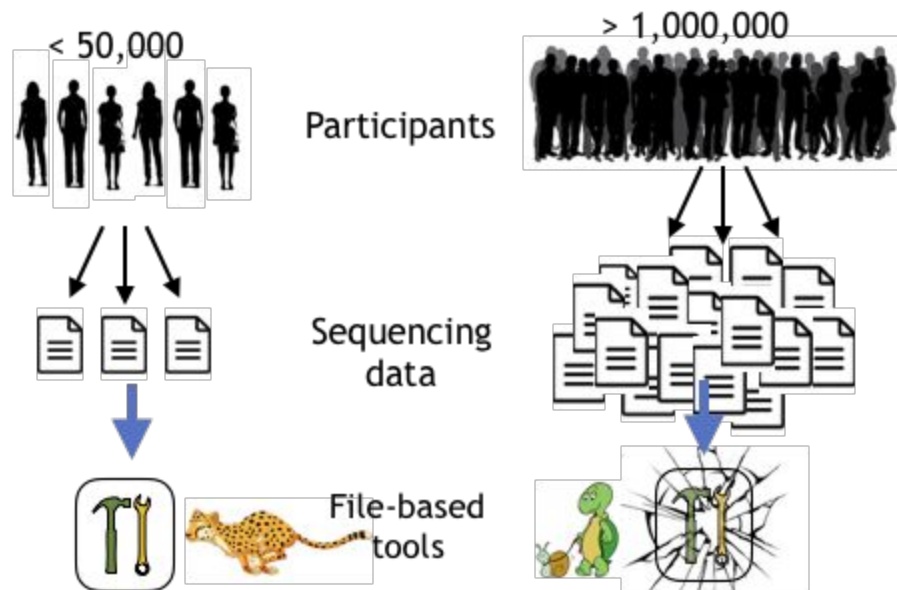 < 50,000
> 1,000,000
Participants
Sequencing
data
File-based
tools